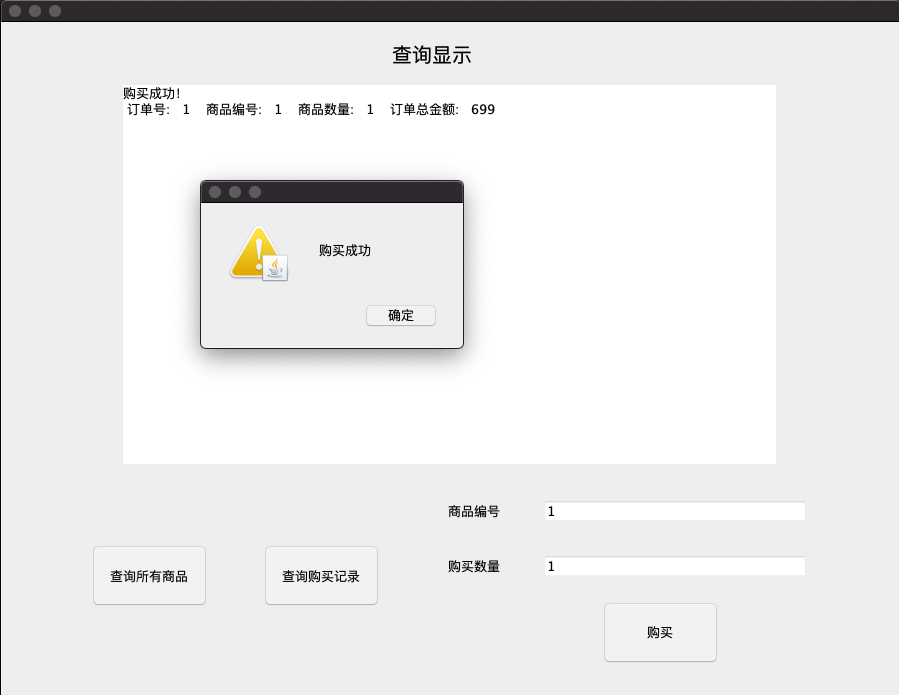 查询显示
购买成功!
订单号: 1 商品编号: 1 商品数量: 1 订单总金额: 699
购买成功
确定
商品编号 1
购买数量 1
查询所有商品 查询购买记录
购买